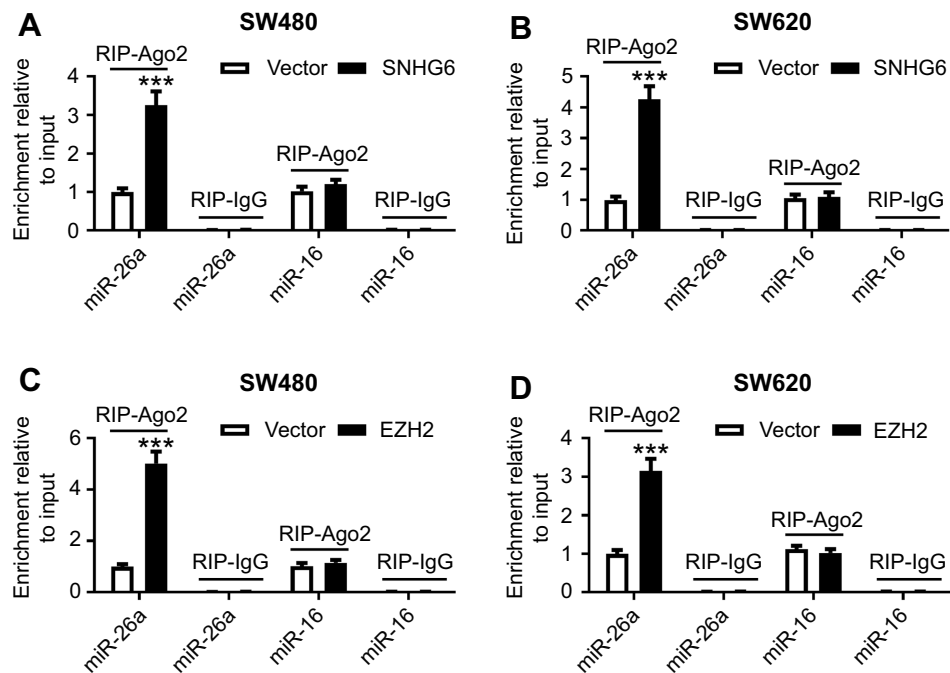 A
SW480
RIP-Ago2
Vector
SNHG6
***
Enrichment relative
to input
4
3
2
1
0
RIP-IgG
RIP-Ago2
RIP-IgG
miR-26a
miR-26a
miR-16
miR-16
B
SW620
RIP-Ago2
Vector
SNHG6
***
Enrichment relative
to input
5
4
3
2
1
0
RIP-IgG
RIP-Ago2
RIP-IgG
miR-26a
miR-26a
miR-16
miR-16
C
SW480
RIP-Ago2
Vector
EZH2
***
Enrichment relative
to input
6
4
2
0
RIP-IgG
RIP-Ago2
RIP-IgG
miR-26a
miR-26a
miR-16
miR-16
D
SW620
RIP-Ago2
Vector
EZH2
***
Enrichment relative
to input
4
3
2
1
0
RIP-IgG
RIP-Ago2
RIP-IgG
miR-26a
miR-26a
miR-16
miR-16